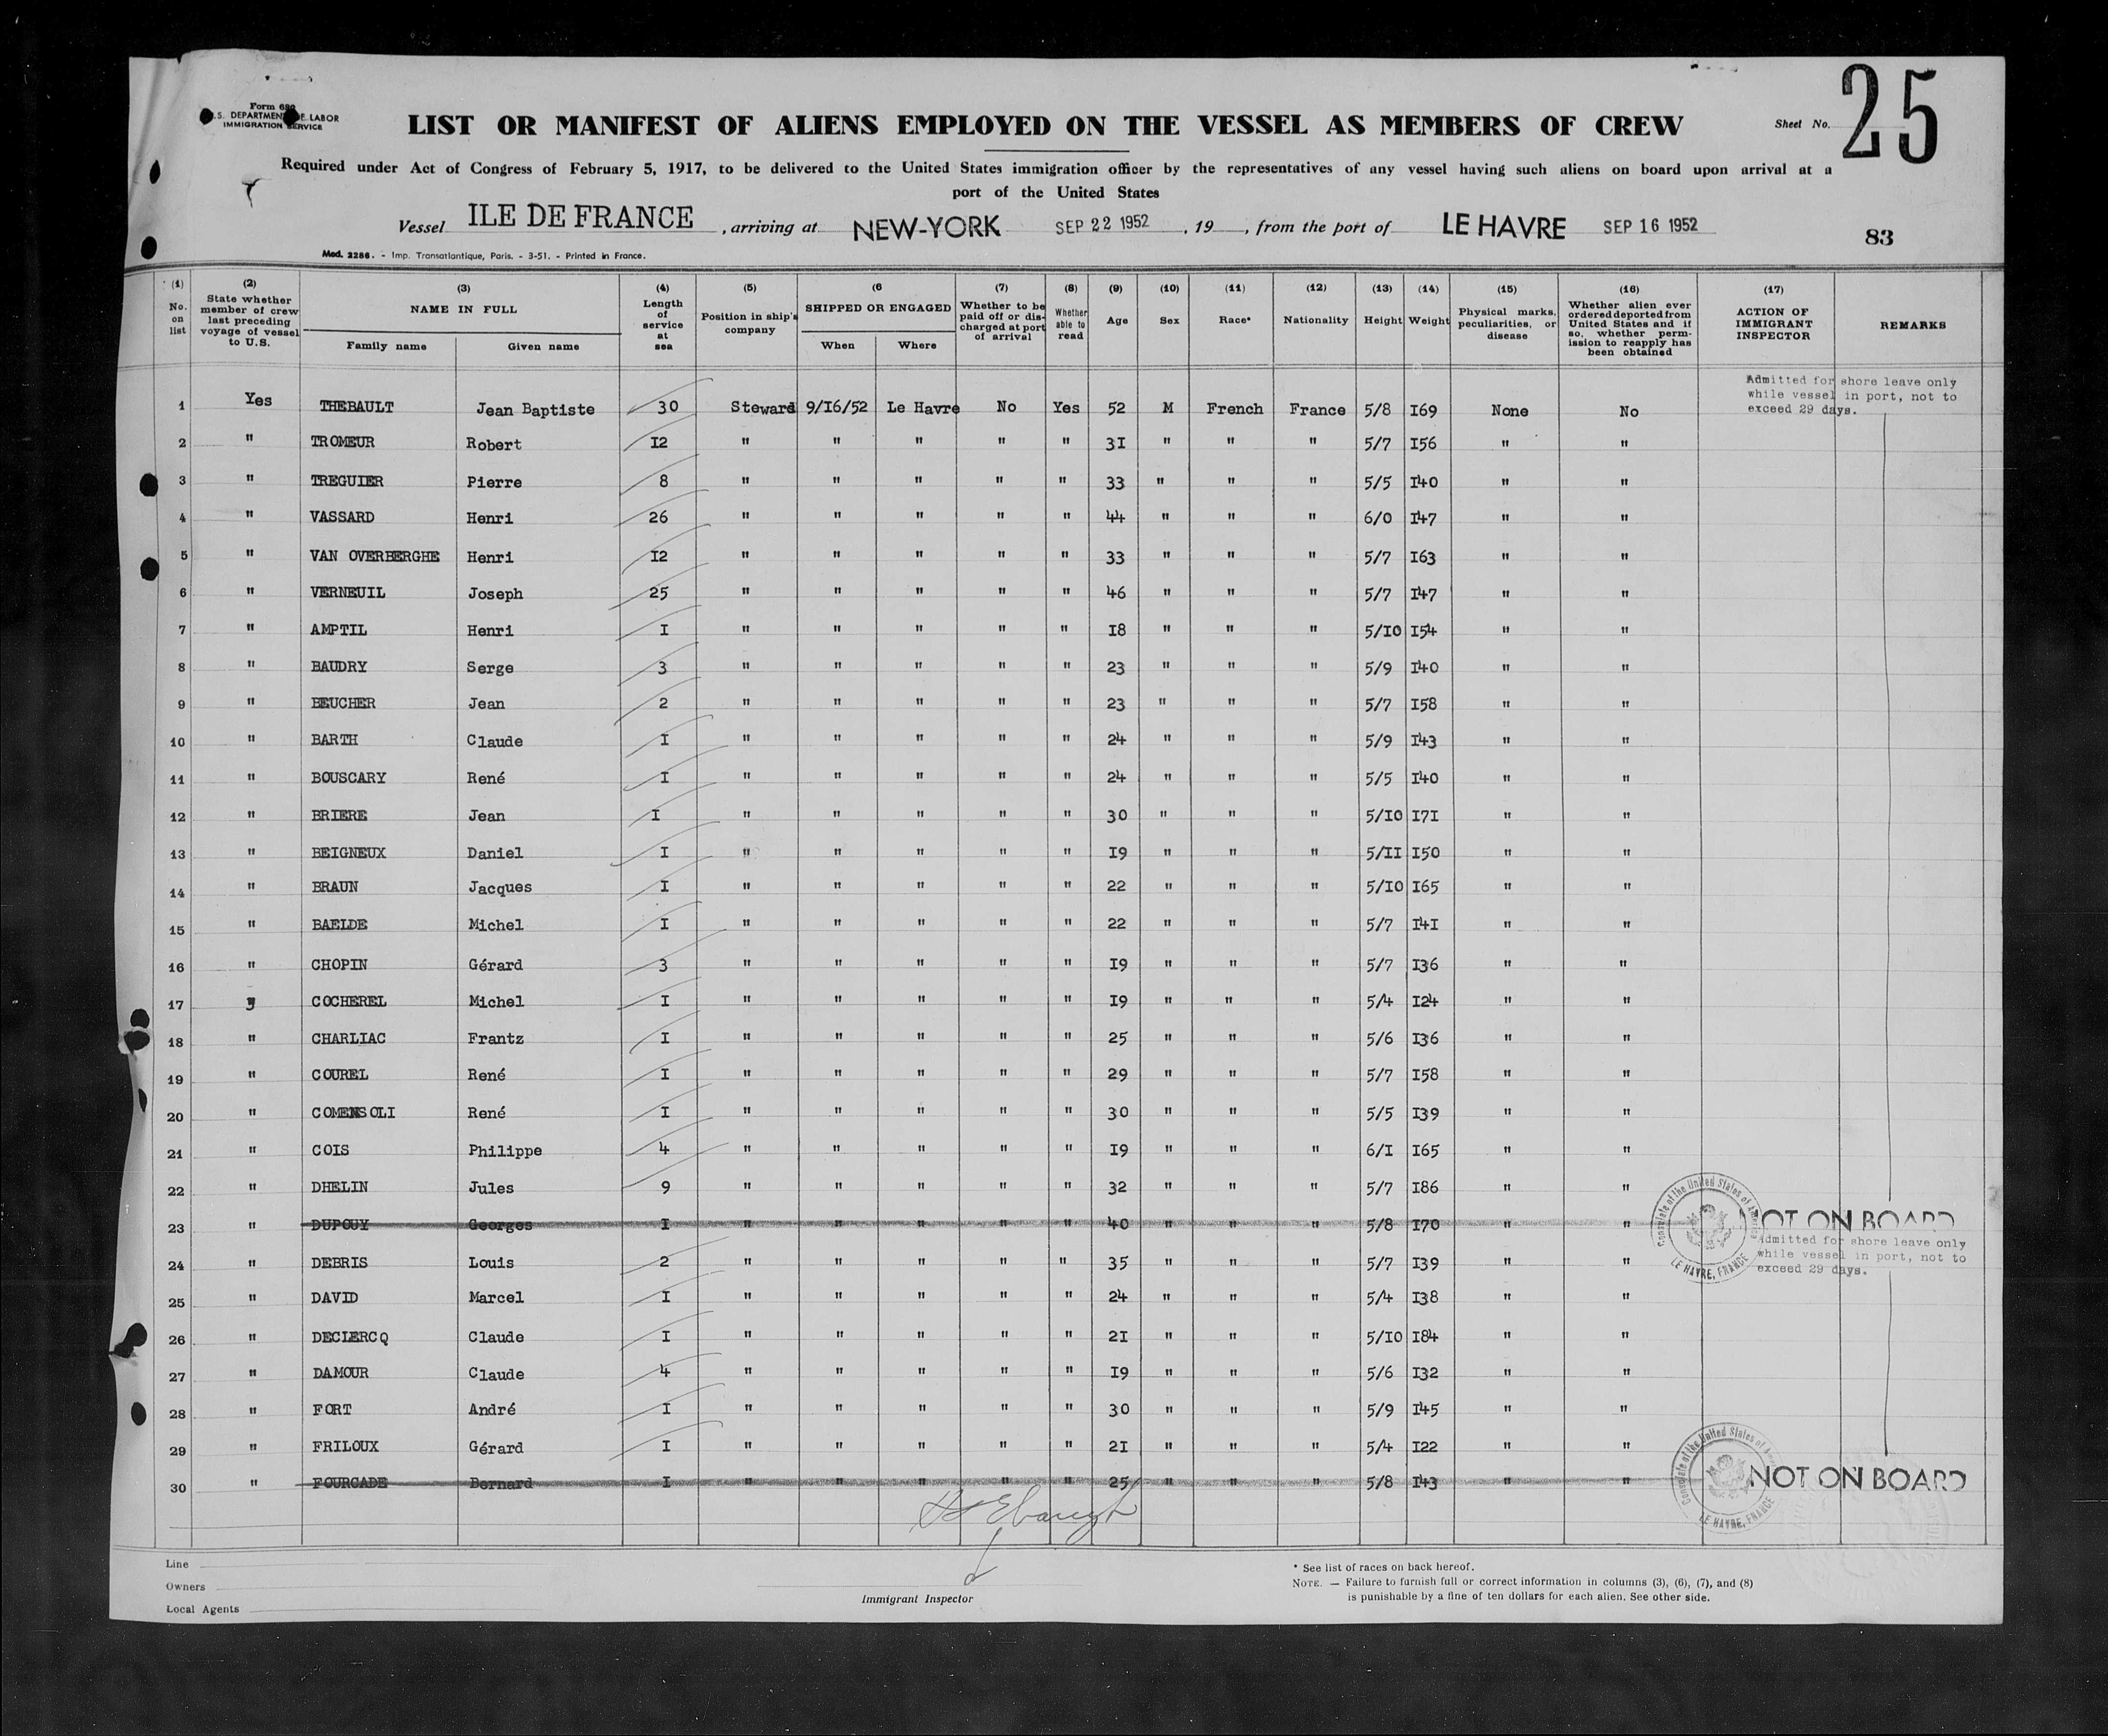 Form 680
U.S. DEPARTMENT OF LABOR
IMMIGRATION SERVICE
LIST OR MANIFEST OF ALIENS EMPLOYED ON THE VESSEL AS MEMBERS OF CREW
Sheet No. 25
Required under Act of Congress of February 5, 1917, to be delivered to the United States immigration officer by the representatives of any vessel having such aliens on board upon arrival at a
port of the United States
Vessel ILE DE FRANCE, arriving at NEW-YORK SEP 22 1952, 19 , from the port of LE HAVRE SEP 16 1952
83
Mod. 2286. - Imp. Transatlantique, Paris. - 3-51. - Printed in France.
(1) No. on list
(2) State whether member of crew last preceding voyage of vessel to U.S.
(3) NAME IN FULL Family name Given name
(4) Length of service at sea
(5) Position in ship's company
(6 SHIPPED OR ENGAGED When Where
(7) Whether to be paid off or discharged at port of arrival
(8) Whether able to read
(9) Age
(10) Sex
(11) Race*
(12) Nationality
(13) Height
(14) Weight
(15) Physical marks, peculiarities, or disease
(16) Whether alien ever ordered deported from United States and if so, whether permission to reapply has been obtained
(17) ACTION OF IMMIGRANT INSPECTOR
REMARKS
1 Yes THEBAULT Jean Baptiste 30 Steward 9/16/52 Le Havre No Yes 52 M French France 5/8 169 None No
Admitted for shore leave only
while vessel in port, not to
exceed 29 days.
2 " TROMEUR Robert 12 " " " " " 31 " " " 5/7 156 " "
3 " TREGUIER Pierre 8 " " " " " 33 " " " 5/5 140 " "
4 " VASSARD Henri 26 " " " " " 44 " " " 6/0 147 " "
5 " VAN OVERBERGHE Henri 12 " " " " " 33 " " " 5/7 163 " "
6 " VERNEUIL Joseph 25 " " " " " 46 " " " 5/7 147 " "
7 " AMPTIL Henri 1 " " " " " 18 " " " 5/10 154 " "
8 " BAUDRY Serge 3 " " " " " 23 " " " 5/9 140 " "
9 " BEUCHER Jean 2 " " " " " 23 " " " 5/7 158 " "
10 " BARTH Claude 1 " " " " " 24 " " " 5/9 143 " "
11 " BOUSCARY René 1 " " " " " 24 " " " 5/5 140 " "
12 " BRIERE Jean 1 " " " " " 30 " " " 5/10 171 " "
13 " BEIGNEUX Daniel 1 " " " " " 19 " " " 5/11 150 " "
14 " BRAUN Jacques 1 " " " " " 22 " " " 5/10 165 " "
15 " BAELDE Michel 1 " " " " " 22 " " " 5/7 141 " "
16 " CHOPIN Gérard 3 " " " " " 19 " " " 5/7 136 " "
17 " COCHEREL Michel 1 " " " " " 19 " " " 5/4 124 " "
18 " CHARLIAC Frantz 1 " " " " " 25 " " " 5/6 136 " "
19 " COUREL René 1 " " " " " 29 " " " 5/7 158 " "
20 " COMENSOLI René 1 " " " " " 30 " " " 5/5 139 " "
21 " COIS Philippe 4 " " " " " 19 " " " 6/1 165 " "
22 " DHELIN Jules 9 " " " " " 32 " " " 5/7 186 " "
23 " DUPOUY Georges 1 " " " " " 40 " " " 5/8 170 " " NOT ON BOARD
Consulate of the United States of America LE HAVRE, FRANCE
Admitted for shore leave only
while vessel in port, not to
exceed 29 days.
24 " DEBRIS Louis 2 " " " " " 35 " " " 5/7 139 " "
25 " DAVID Marcel 1 " " " " " 24 " " " 5/4 138 " "
26 " DECLERCQ Claude 1 " " " " " 21 " " " 5/10 184 " "
27 " DAMOUR Claude 4 " " " " " 19 " " " 5/6 132 " "
28 " FORT André 1 " " " " " 30 " " " 5/9 145 " "
29 " FRILOUX Gérard 1 " " " " " 21 " " " 5/4 122 " "
30 " FOURCADE Bernard 1 " " " " " 25 " " " 5/8 143 " " NOT ON BOARD
Consulate of the United States of America LE HAVRE, FRANCE
Line
Owners
Local Agents
Immigrant Inspector
* See list of races on back hereof.
NOTE. — Failure to furnish full or correct information in columns (3), (6), (7), and (8)
is punishable by a fine of ten dollars for each alien. See other side.